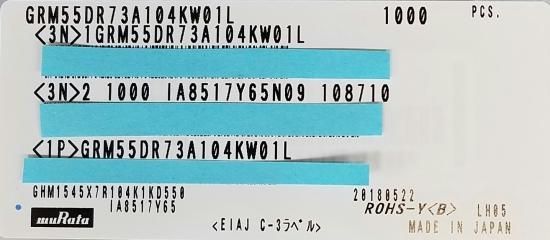 GRM55DR73A104KW01L 1000 PCS.
<3N>1GRM55DR73A104KW01L
<3N>2 1000 IA8517Y65N09 108710
<1P>GRM55DR73A104KW01L
GHM1545X7R104K1KD550 20180522
IA8517Y65 ROHS-Y<B> LH05
muRata <EIAJ C-3ラベル> MADE IN JAPAN